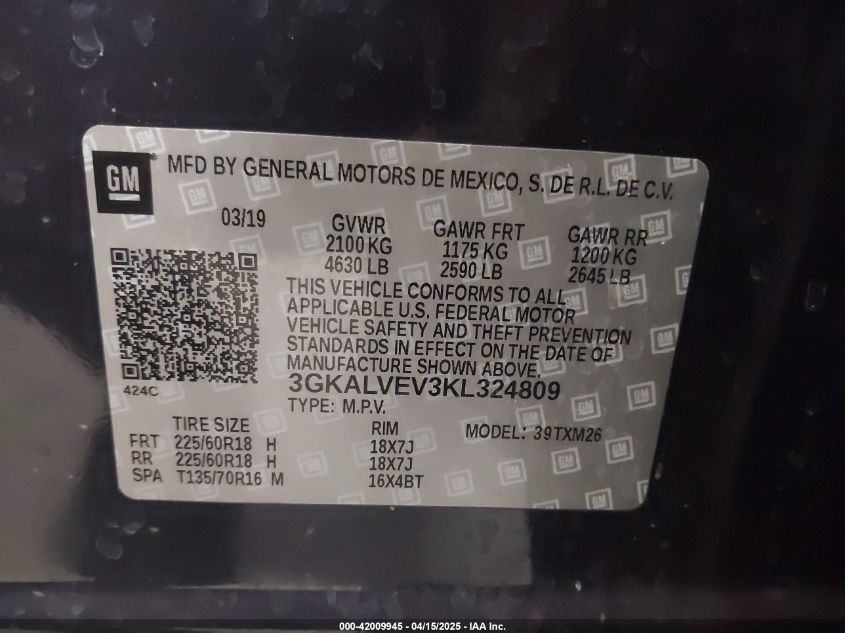 GM
MFD BY GENERAL MOTORS DE MEXICO, S. DE R.L. DE C.V.
03/19
GVWR GAWR FRT GAWR RR
2100 KG 1175 KG 1200 KG
4630 LB 2590 LB 2645 LB
THIS VEHICLE CONFORMS TO ALL
APPLICABLE U.S. FEDERAL MOTOR
VEHICLE SAFETY AND THEFT PREVENTION
STANDARDS IN EFFECT ON THE DATE OF
MANUFACTURE SHOWN ABOVE.
424C
3GKALVEV3KL324809
TYPE: M.P.V.
TIRE SIZE RIM MODEL: 39TXM26
FRT 225/60R18 H 18X7J
RR 225/60R18 H 18X7J
SPA T135/70R16 M 16X4BT
000-42009945 - 04/15/2025 - IAA Inc.